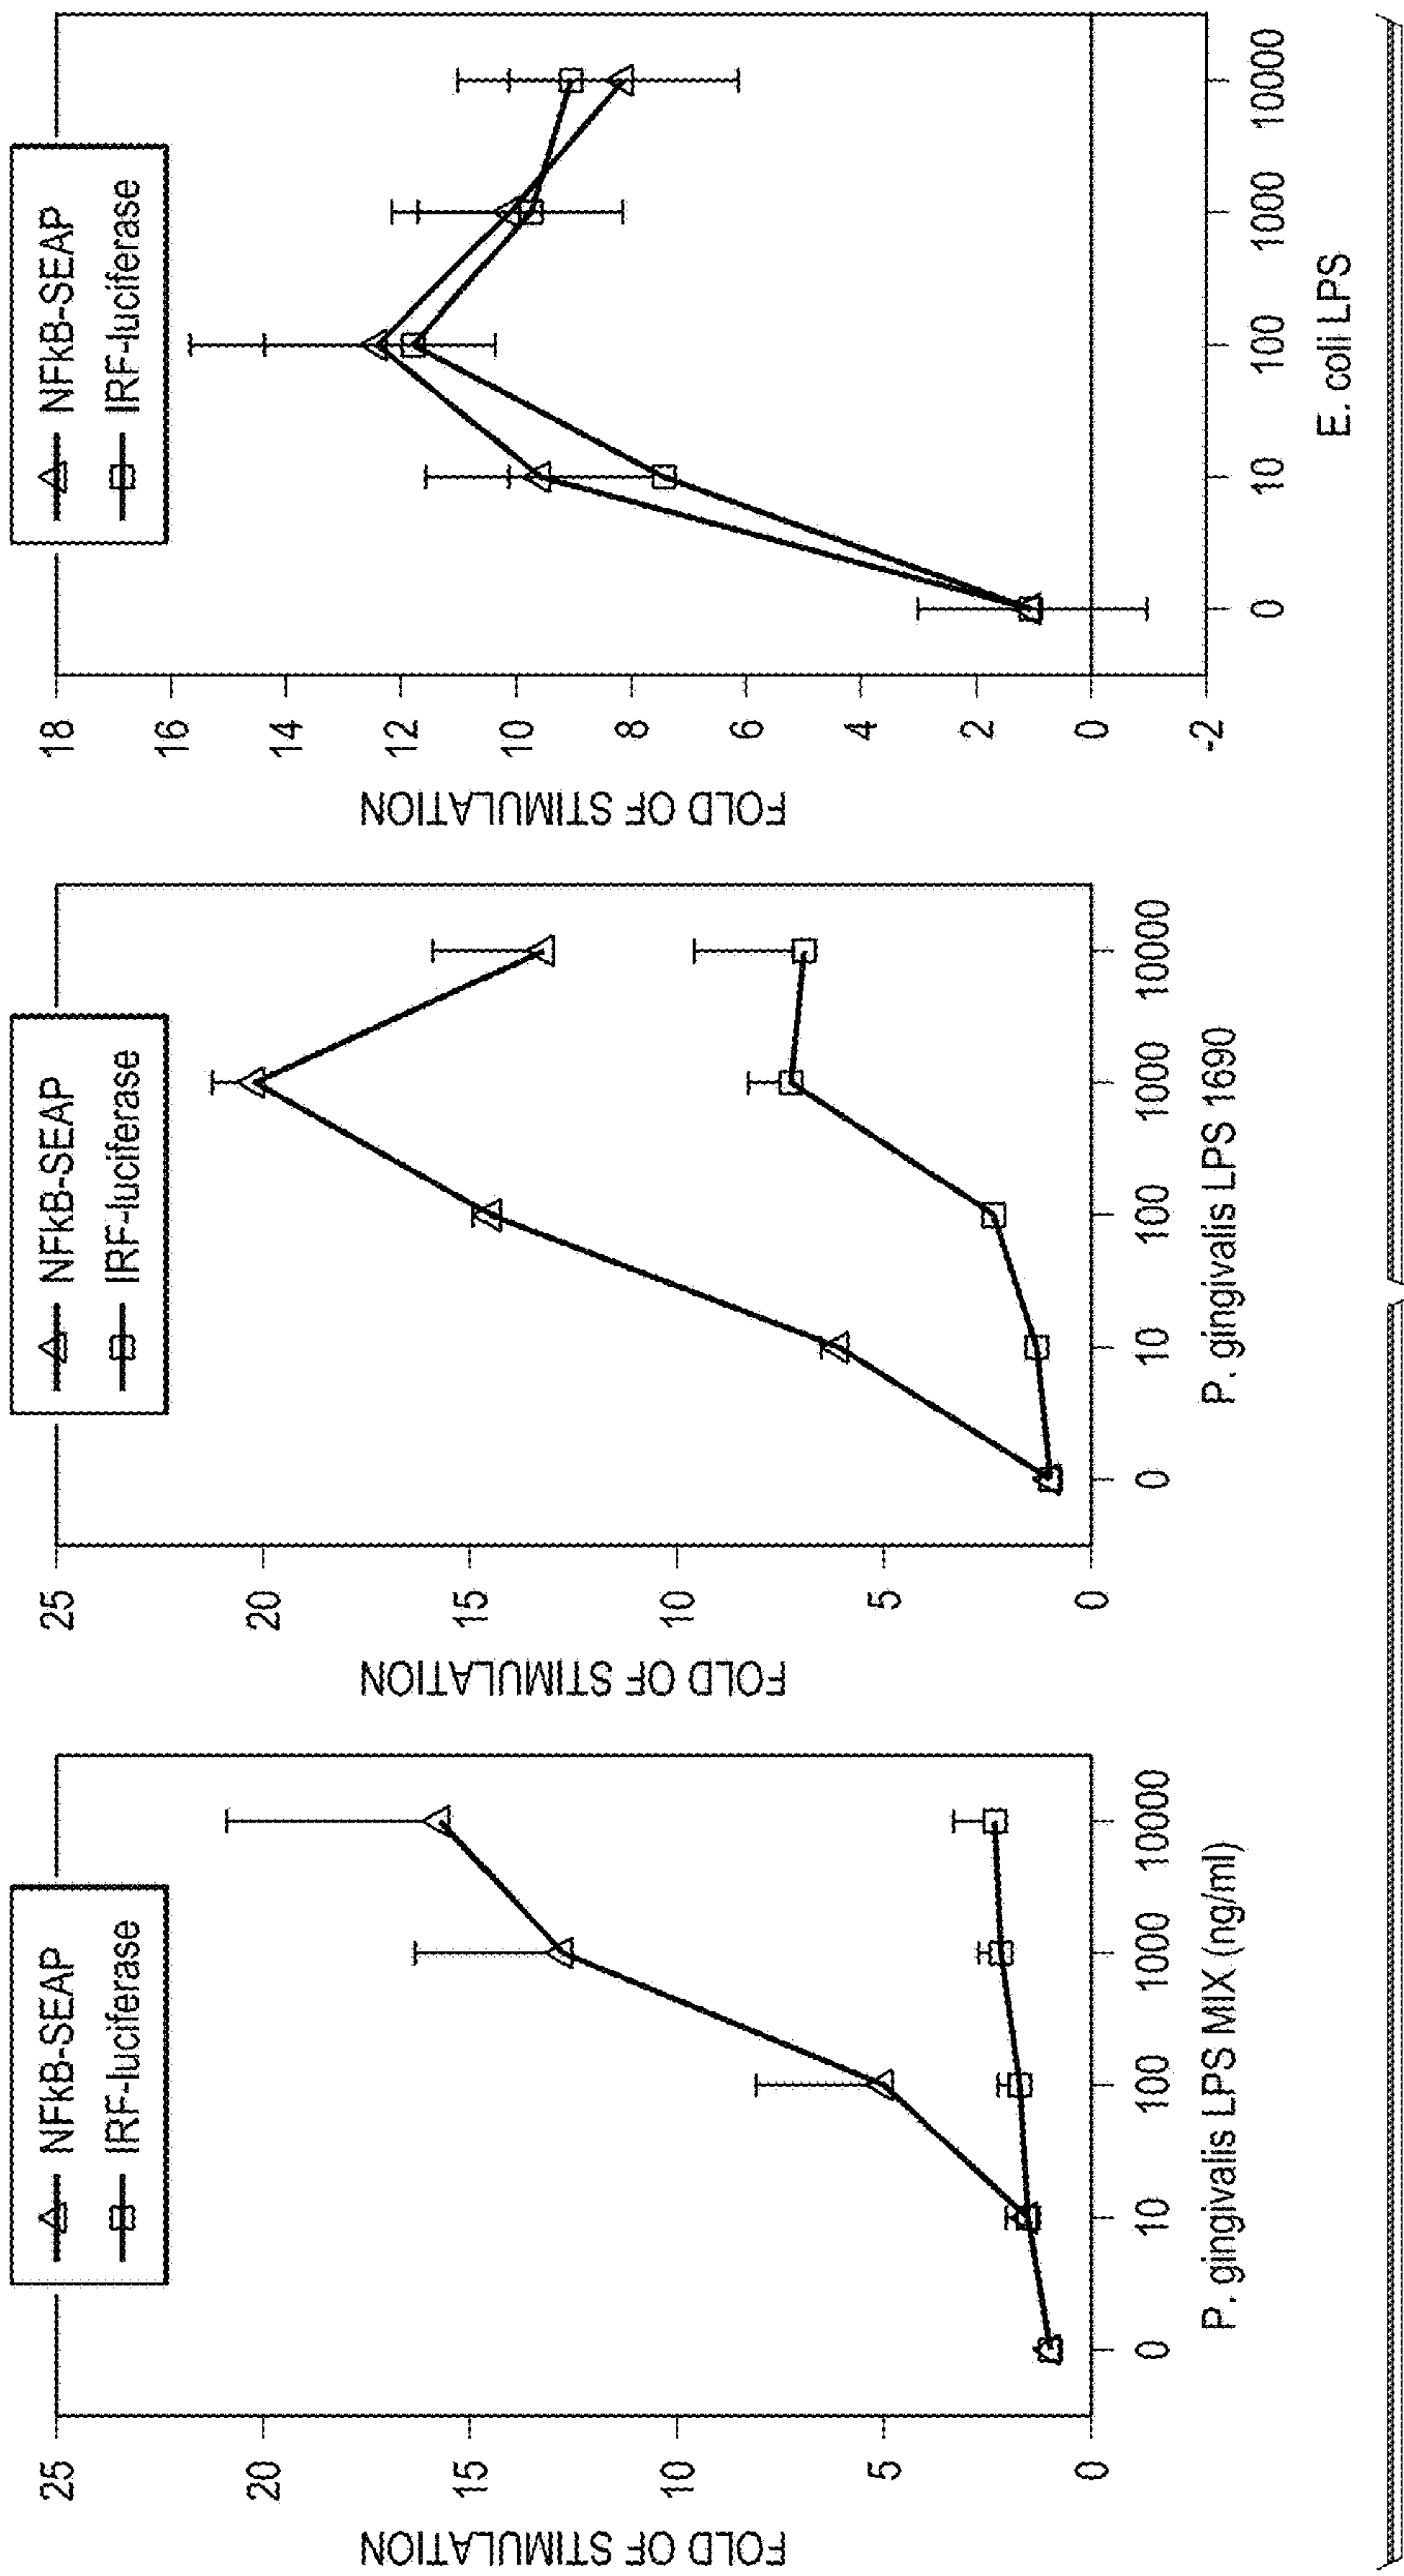 NFkB-SEAP
IRF-luciferase
FOLD OF STIMULATION
25
20
15
10
5
0
0 10 100 1000 10000
P. gingivalis LPS MIX (ng/ml)
NFkB-SEAP
IRF-luciferase
FOLD OF STIMULATION
25
20
15
10
5
0
0 10 100 1000 10000
P. gingivalis LPS 1690
NFkB-SEAP
IRF-luciferase
FOLD OF STIMULATION
18
16
14
12
10
8
6
4
2
0
-2
0 10 100 1000 10000
E. coli LPS